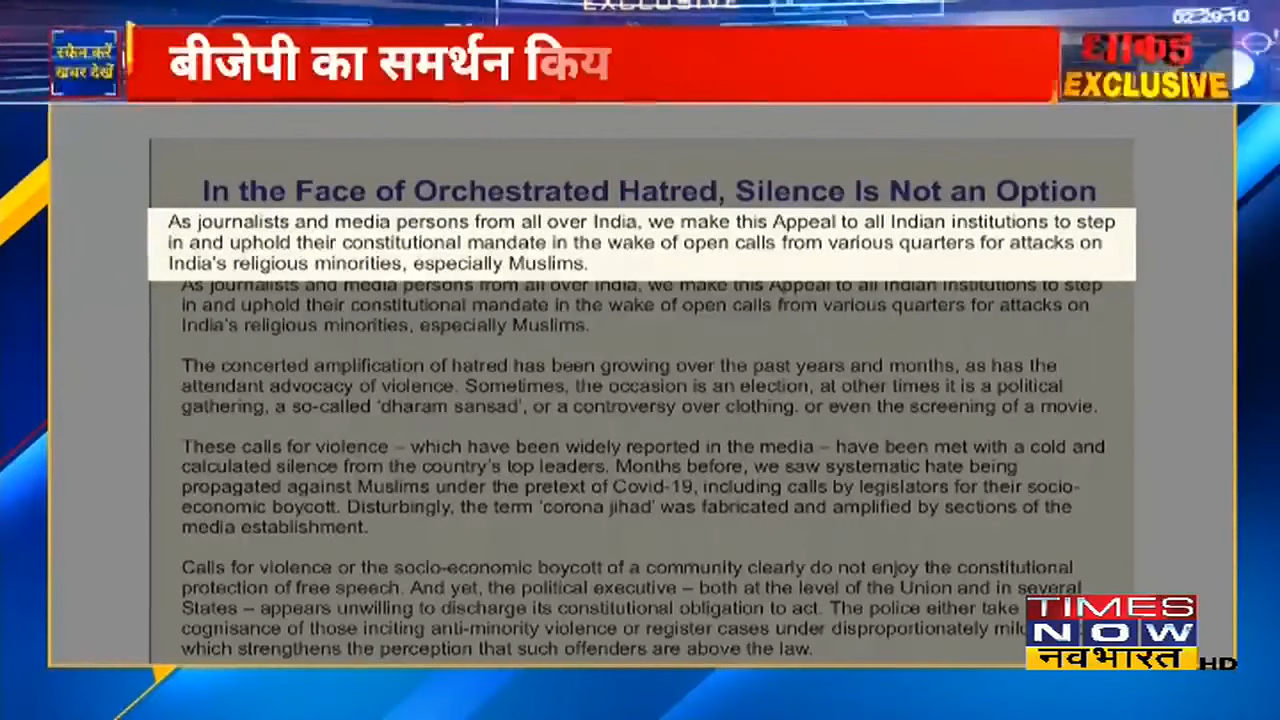 EXCLUSIVE
02:29:10
स्कैन करें
खबर देखें
बीजेपी का समर्थन किय
धाकड़
EXCLUSIVE
In the Face of Orchestrated Hatred, Silence Is Not an Option
As journalists and media persons from all over India, we make this Appeal to all Indian institutions to step
in and uphold their constitutional mandate in the wake of open calls from various quarters for attacks on
India's religious minorities, especially Muslims.
As journalists and media persons from all over India, we make this Appeal to all Indian institutions to step
in and uphold their constitutional mandate in the wake of open calls from various quarters for attacks on
India's religious minorities, especially Muslims.
The concerted amplification of hatred has been growing over the past years and months, as has the
attendant advocacy of violence. Sometimes, the occasion is an election, at other times it is a political
gathering, a so-called 'dharam sansad', or a controversy over clothing. or even the screening of a movie.
These calls for violence – which have been widely reported in the media – have been met with a cold and
calculated silence from the country's top leaders. Months before, we saw systematic hate being
propagated against Muslims under the pretext of Covid-19, including calls by legislators for their socio-
economic boycott. Disturbingly, the term 'corona jihad' was fabricated and amplified by sections of the
media establishment.
Calls for violence or the socio-economic boycott of a community clearly do not enjoy the constitutional
protection of free speech. And yet, the political executive – both at the level of the Union and in several
States – appears unwilling to discharge its constitutional obligation to act. The police either take
cognisance of those inciting anti-minority violence or register cases under disproportionately
which strengthens the perception that such offenders are above the law.
TIMES
NOW
नवभारत HD